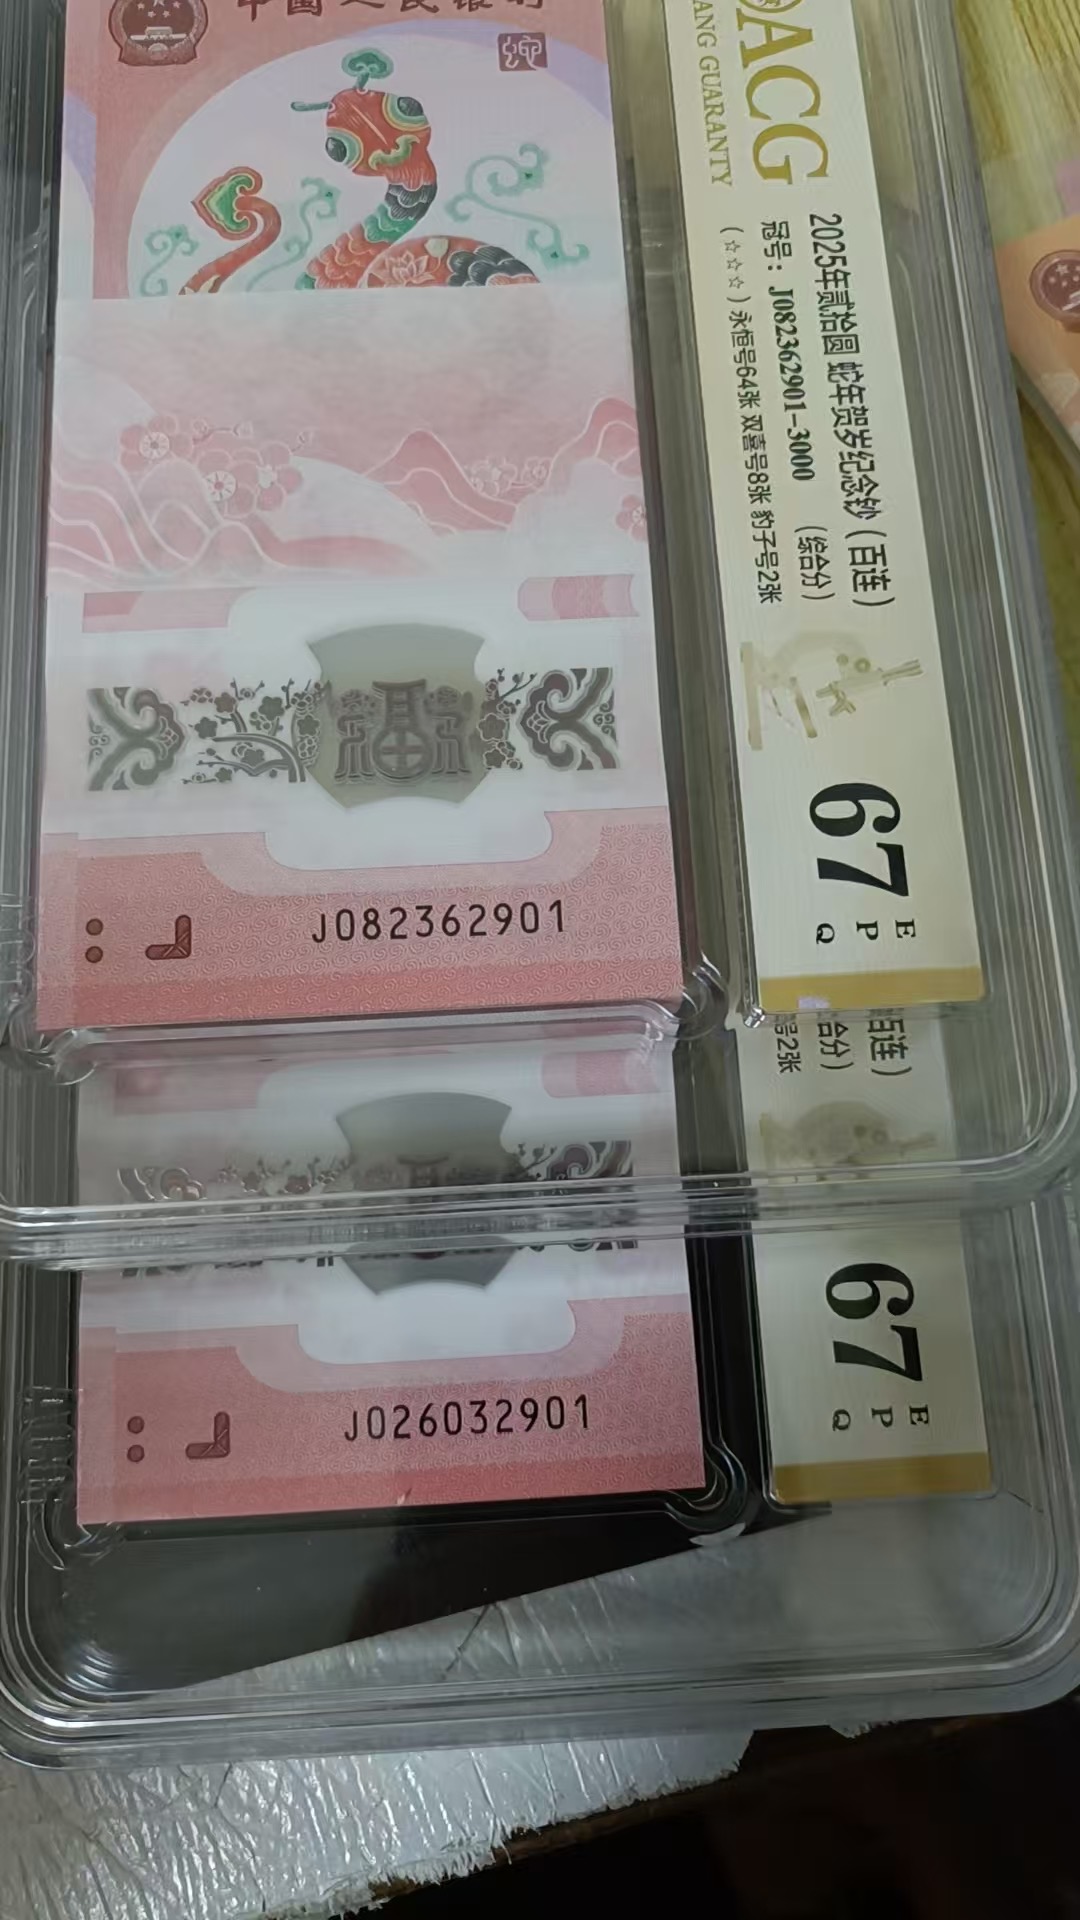 中国人民银行
ACG
ANG GUARANTY
2025年贰拾圆 蛇年贺岁纪念钞（百连）
冠号：J082362901-3000 （综合分）
（☆☆☆）永恒号64张 双喜号8张 豹子号2张
67
E
P
Q
福
J082362901
百连）
合分）
号2张
67
E
P
Q
J026032901